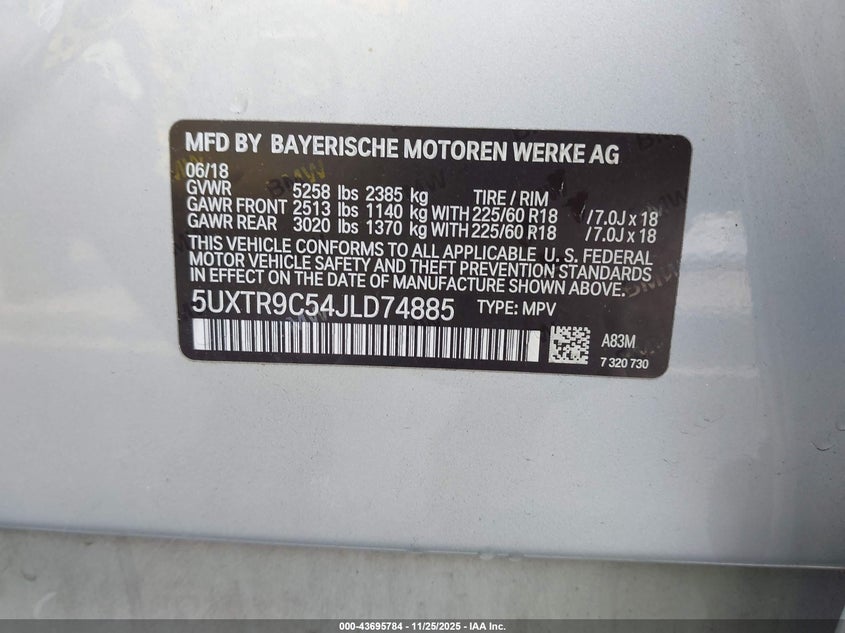 MFD BY BAYERISCHE MOTOREN WERKE AG
06/18
GVWR 5258 lbs 2385 kg TIRE / RIM
GAWR FRONT 2513 lbs 1140 kg WITH 225/60 R18 / 7.0J x 18
GAWR REAR 3020 lbs 1370 kg WITH 225/60 R18 / 7.0J x 18
THIS VEHICLE CONFORMS TO ALL APPLICABLE U. S. FEDERAL
MOTOR VEHICLE SAFETY AND THEFT PREVENTION STANDARDS
IN EFFECT ON THE DATE OF MANUFACTURE SHOWN ABOVE.
5UXTR9C54JLD74885 TYPE: MPV
A83M
7 320 730
000-43695784 - 11/25/2025 - IAA Inc.